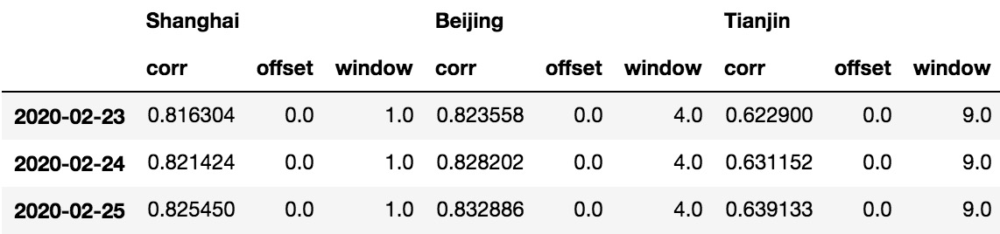 Shanghai Beijing Tianjin
corr offset window corr offset window corr offset window
2020-02-23 0.816304 0.0 1.0 0.823558 0.0 4.0 0.622900 0.0 9.0
2020-02-24 0.821424 0.0 1.0 0.828202 0.0 4.0 0.631152 0.0 9.0
2020-02-25 0.825450 0.0 1.0 0.832886 0.0 4.0 0.639133 0.0 9.0